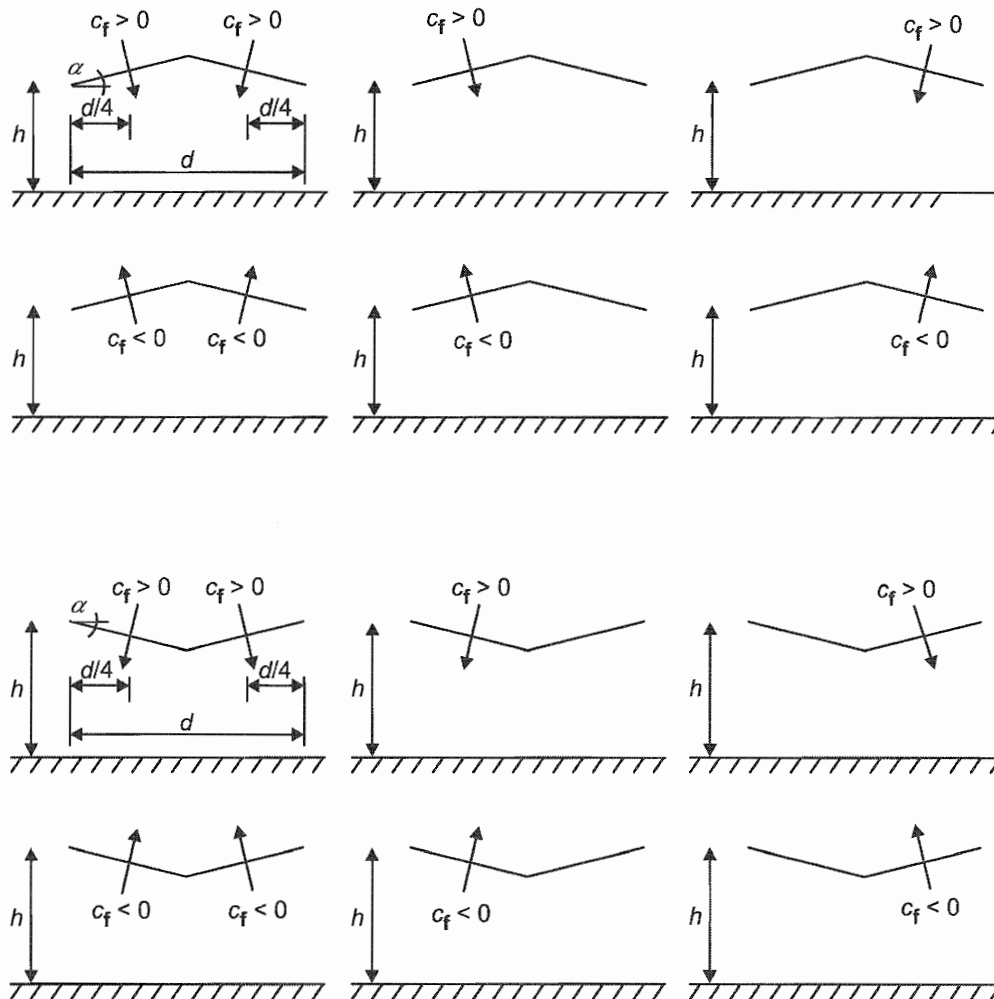 c_f > 0 c_f > 0 c_f > 0 c_f > 0
α
d/4 d/4
h d h h
c_f < 0 c_f < 0 c_f < 0 c_f < 0
h h h
c_f > 0 c_f > 0 c_f > 0 c_f > 0
α
d/4 d/4
h d h h
c_f < 0 c_f < 0 c_f < 0 c_f < 0
h h h